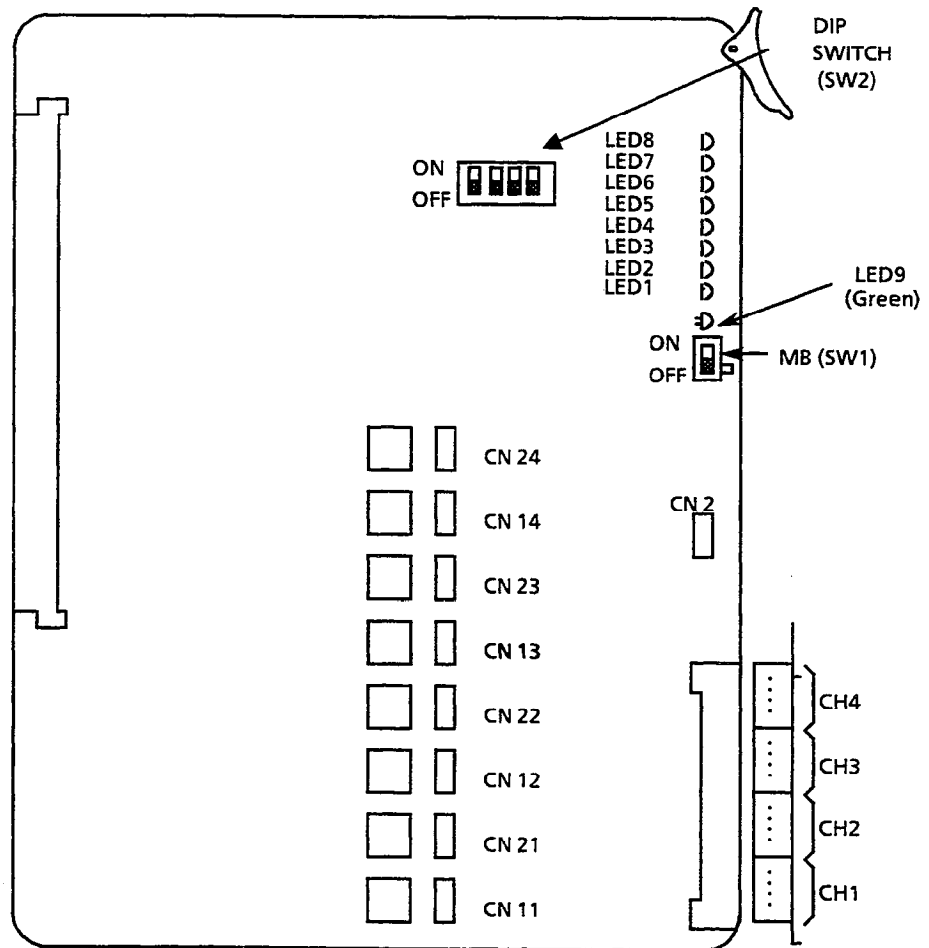 DIP
SWITCH
(SW2)
LED8
LED7
LED6
LED5
LED4
LED3
LED2
LED1
ON
OFF
LED9
(Green)
ON
OFF
MB (SW1)
CN 24
CN 14
CN 23
CN 13
CN 22
CN 12
CN 21
CN 11
CN 2
CH4
CH3
CH2
CH1